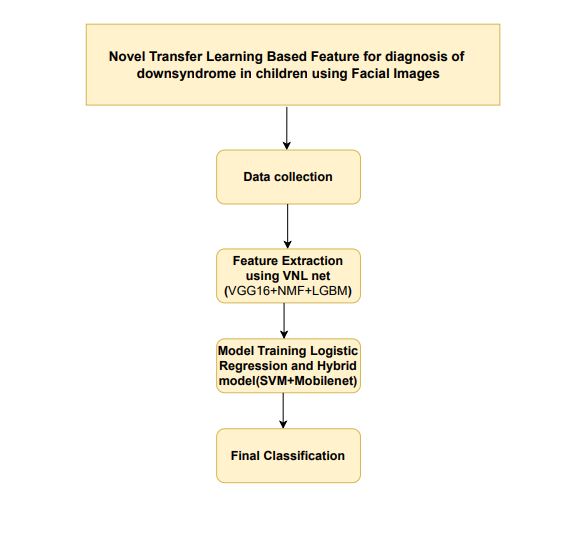 Novel Transfer Learning Based Feature for diagnosis of
downsyndrome in children using Facial Images
Data collection
Feature Extraction
using VNL net
(VGG16+NMF+LGBM)
Model Training Logistic
Regression and Hybrid
model(SVM+Mobilenet)
Final Classification